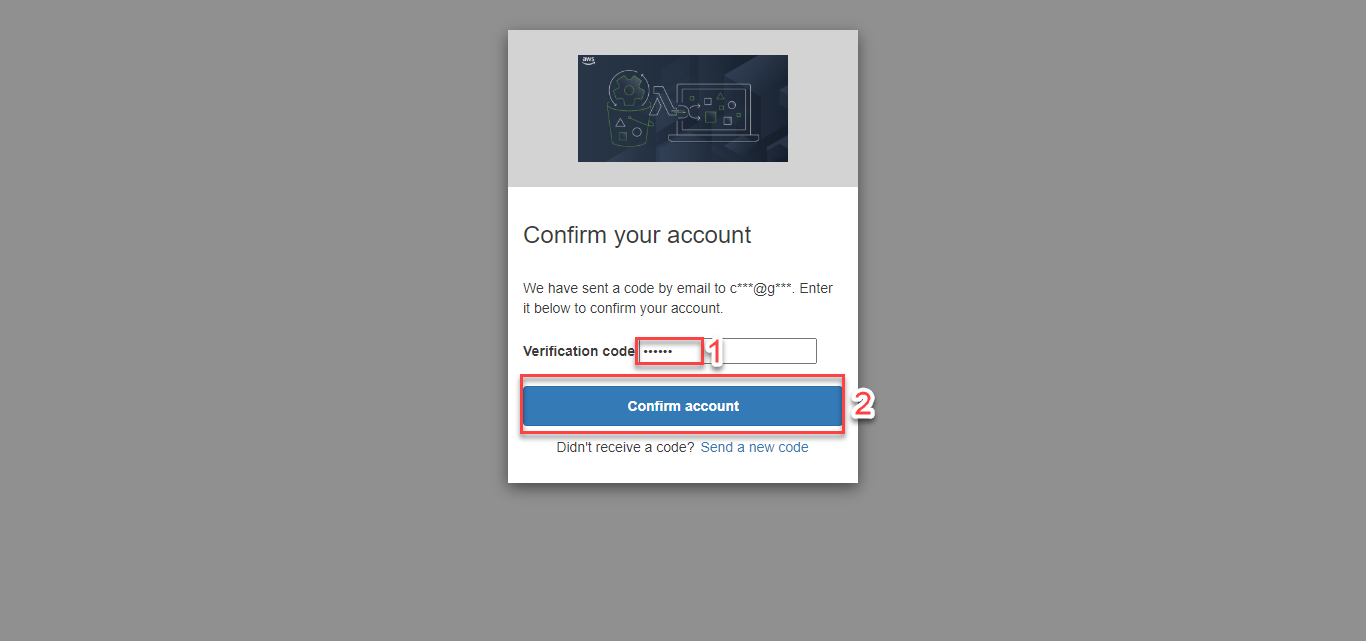 aws
Confirm your account
We have sent a code by email to c***@g***. Enter
it below to confirm your account.
Verification code •••••• 1
Confirm account 2
Didn't receive a code? Send a new code